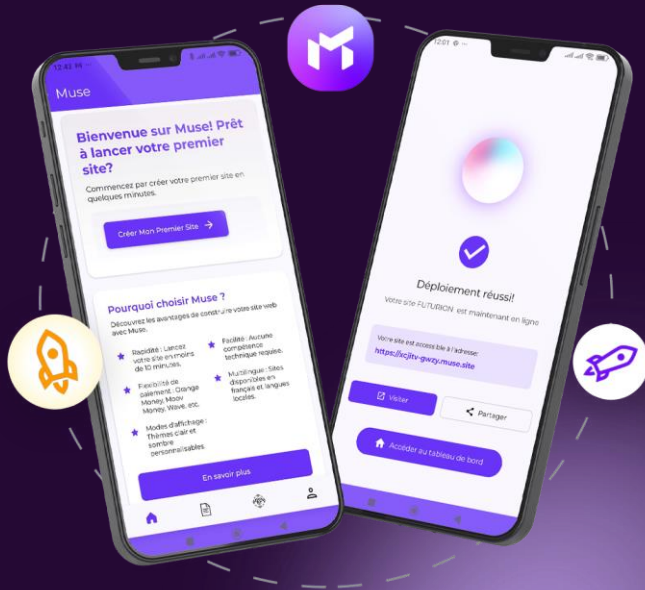 12:43
Muse
Bienvenue sur Muse! Prêt
à lancer votre premier
site?
Commencez par créer votre premier site en
quelques minutes.
Créer Mon Premier Site →
Pourquoi choisir Muse ?
Découvrez les avantages de construire votre site web
avec Muse.
Rapidité : Lancez
votre site en moins
de 10 minutes.
Flexibilité de
paiement : Orange
Money, Moov
Money, Wave, etc.
Modes d'affichage :
Thèmes clair et
sombre
personnalisables.
Facilité : Aucune
compétence
technique requise.
Multilingue : Sites
disponibles en
français et langues
locales.
En savoir plus
12:01
Déploiement réussi!
Votre site FUTURION est maintenant en ligne
Votre site est accessible à l'adresse:
https://xcjitv-gwzy.muse.site
Visiter
Partager
Accéder au tableau de bord